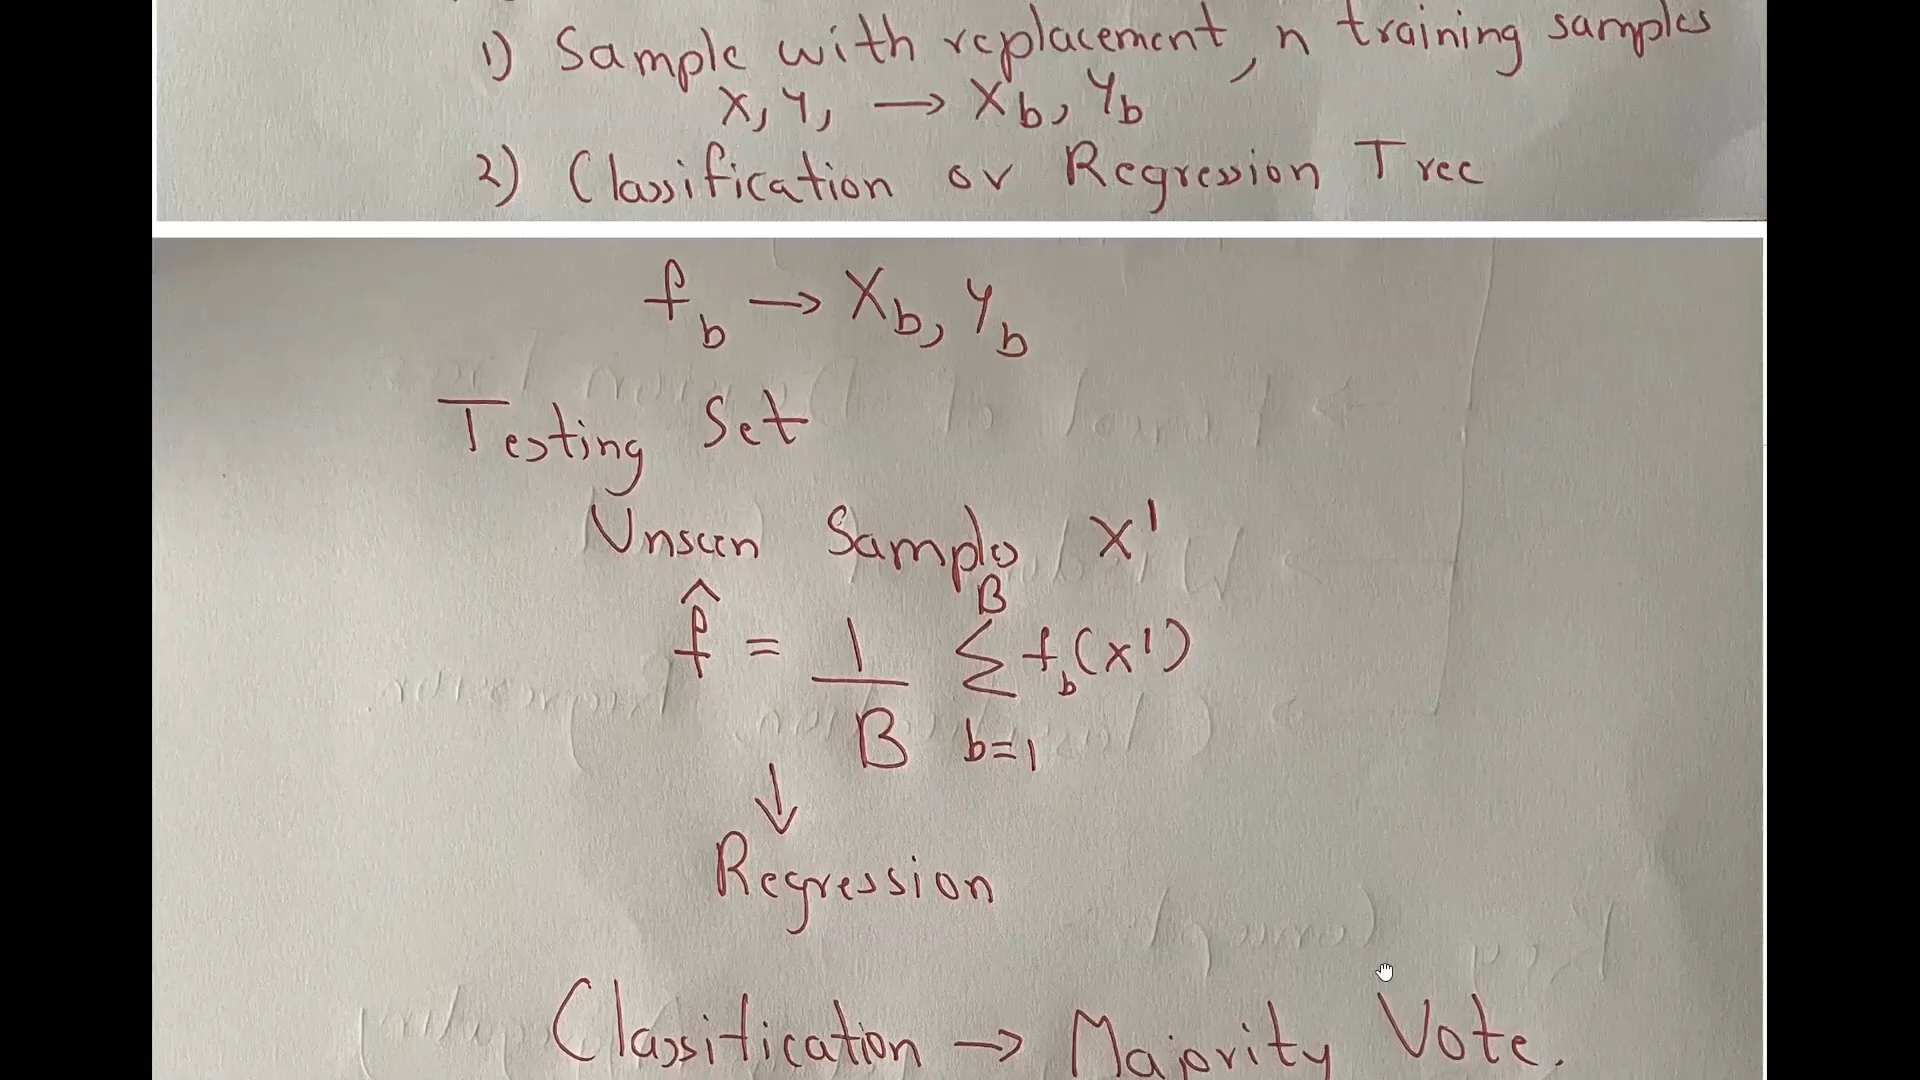 1) Sample with replacement, n training samples
X, Y, → X_b, Y_b
2) Classification or Regression Tree
f_b → X_b, Y_b
Testing Set
Unseen Samples X'
f̂ = 1/B Σ_{b=1}^{B} f_b(x')
↓
Regression
Classification → Majority Vote.